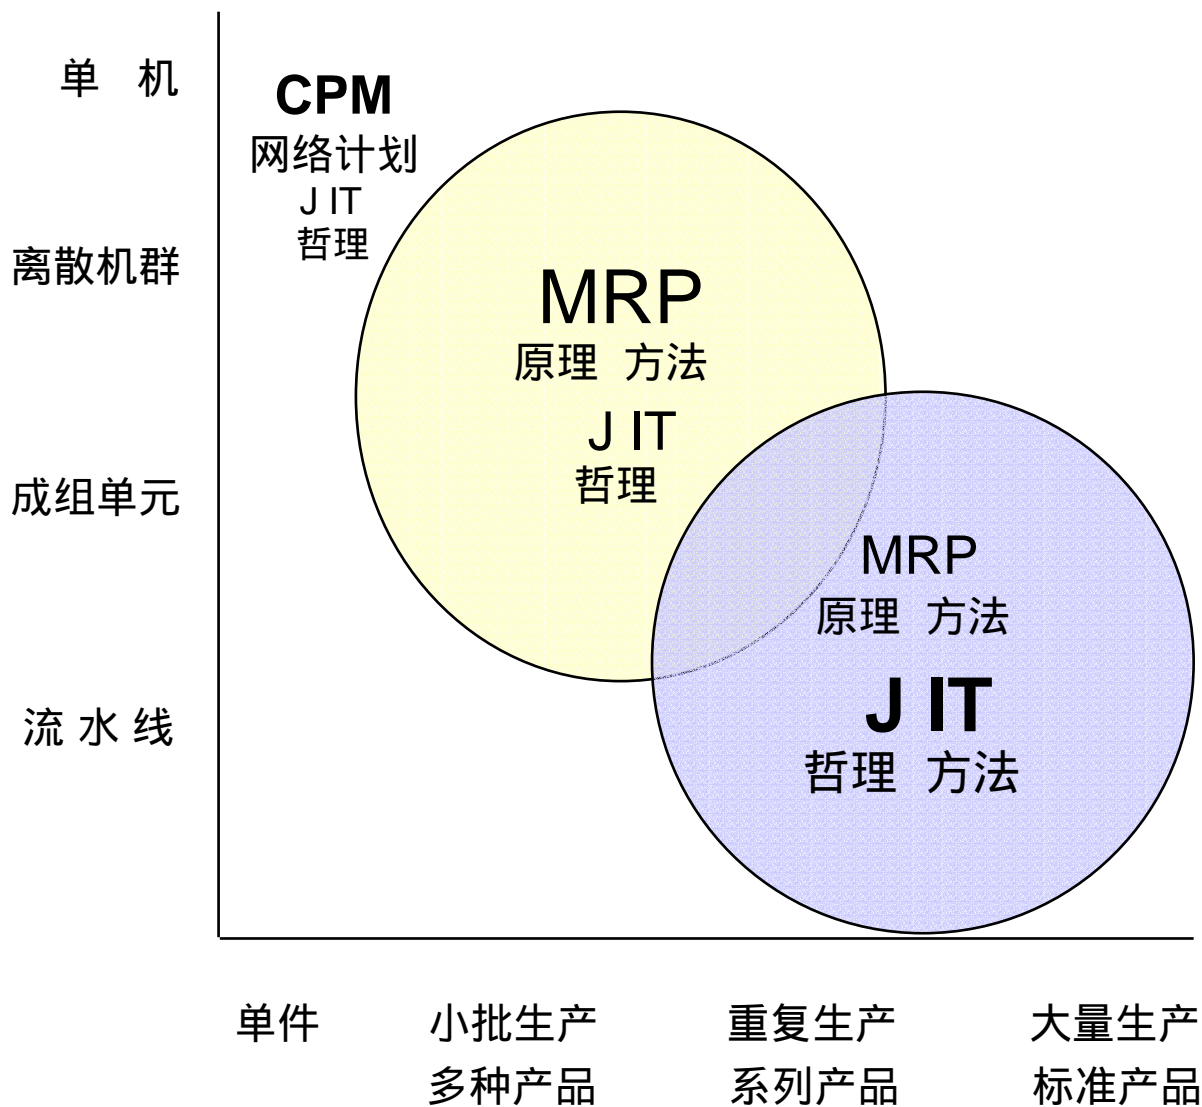 单 机
CPM
网络计划
J IT
哲理
离散机群
MRP
原理 方法
J IT
哲理
成组单元
MRP
原理 方法
J IT
哲理 方法
流 水 线
单件 小批生产 重复生产 大量生产
多种产品 系列产品 标准产品